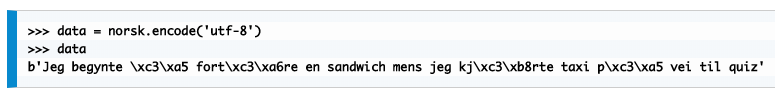 >>> data = norsk.encode('utf-8')
>>> data
b'Jeg begynte \xc3\xa5 fort\xc3\xa6re en sandwich mens jeg kj\xc3\xb8rte taxi p\xc3\xa5 vei til quiz'